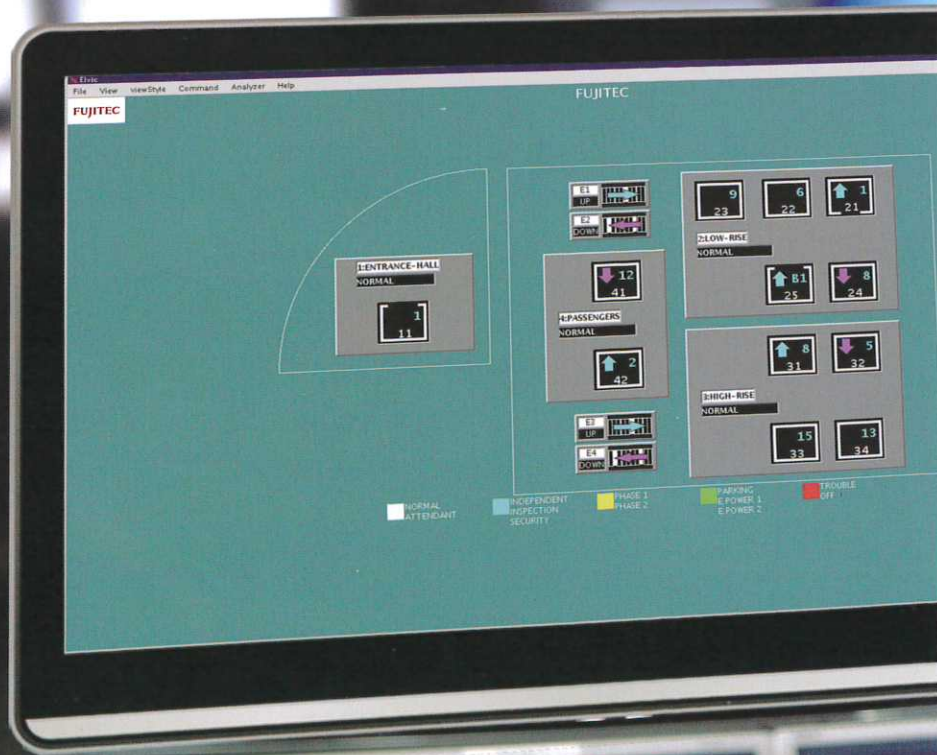 Elvic
File View ViewStyle Command Analyzer Help
FUJITEC
FUJITEC
1:ENTRANCE-HALL
NORMAL
1
11
E1
UP
E2
DOWN
12
41
4:PASSENGERS
NORMAL
2
42
E3
UP
E4
DOWN
9
23
6
22
1
21
2:LOW-RISE
NORMAL
B1
25
8
24
8
31
5
32
3:HIGH-RISE
NORMAL
15
33
13
34
NORMAL
ATTENDANT
INDEPENDENT
INSPECTION
SECURITY
PHASE 1
PHASE 2
PARKING
E.POWER 1
E.POWER 2
TROUBLE
OFF